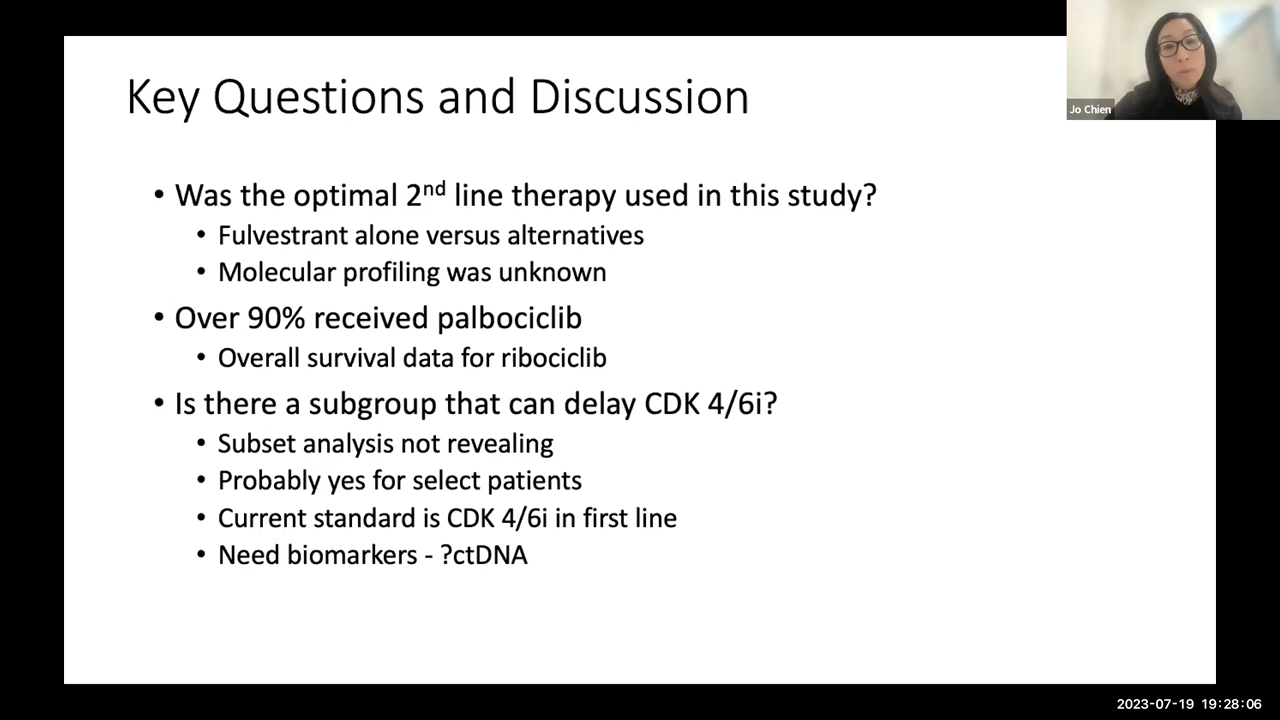 Key Questions and Discussion
Jo Chien
• Was the optimal 2nd line therapy used in this study?
• Fulvestrant alone versus alternatives
• Molecular profiling was unknown
• Over 90% received palbociclib
• Overall survival data for ribociclib
• Is there a subgroup that can delay CDK 4/6i?
• Subset analysis not revealing
• Probably yes for select patients
• Current standard is CDK 4/6i in first line
• Need biomarkers - ?ctDNA
2023-07-19 19:28:06